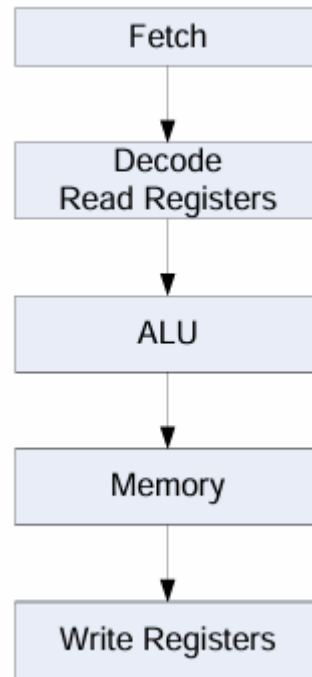 Fetch
Decode
Read Registers
ALU
Memory
Write Registers